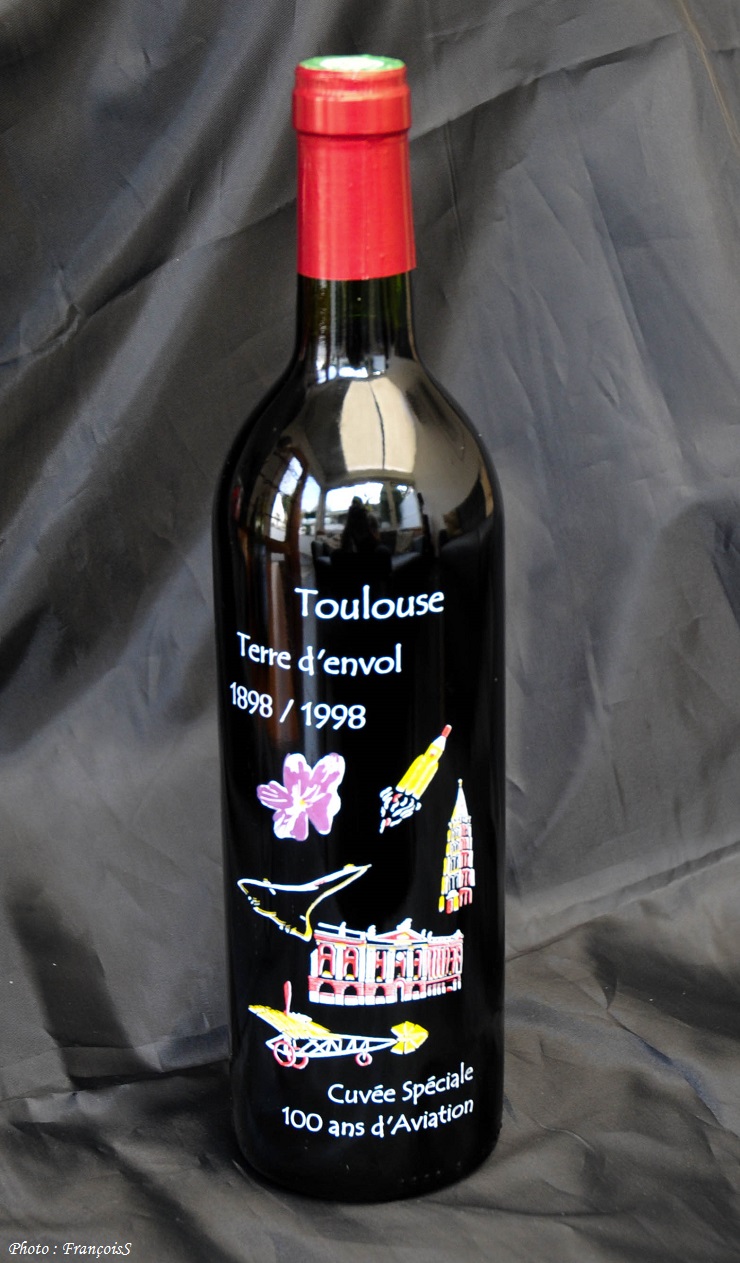 Toulouse
Terre d'envol
1898 / 1998
Cuvée Spéciale
100 ans d'Aviation
Photo : FrançoisS